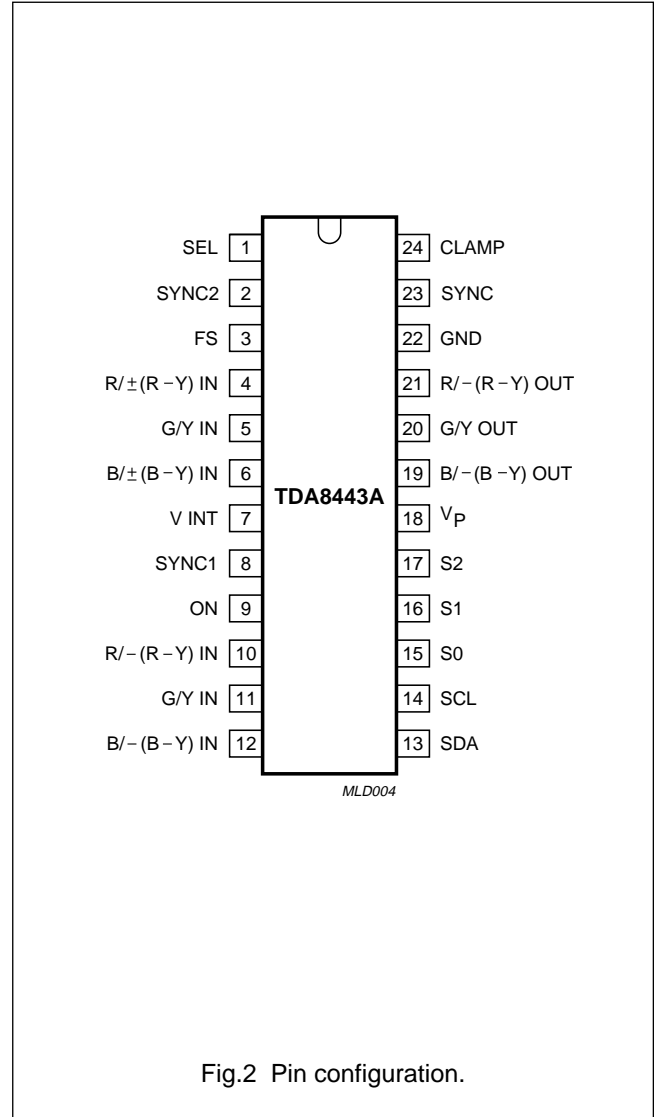 SEL 1
SYNC2 2
FS 3
R/±(R−Y) IN 4
G/Y IN 5
B/±(B−Y) IN 6
V INT 7
SYNC1 8
ON 9
R/−(R−Y) IN 10
G/Y IN 11
B/−(B−Y) IN 12
TDA8443A
24 CLAMP
23 SYNC
22 GND
21 R/−(R−Y) OUT
20 G/Y OUT
19 B/−(B−Y) OUT
18 VP
17 S2
16 S1
15 S0
14 SCL
13 SDA
MLD004
Fig.2 Pin configuration.